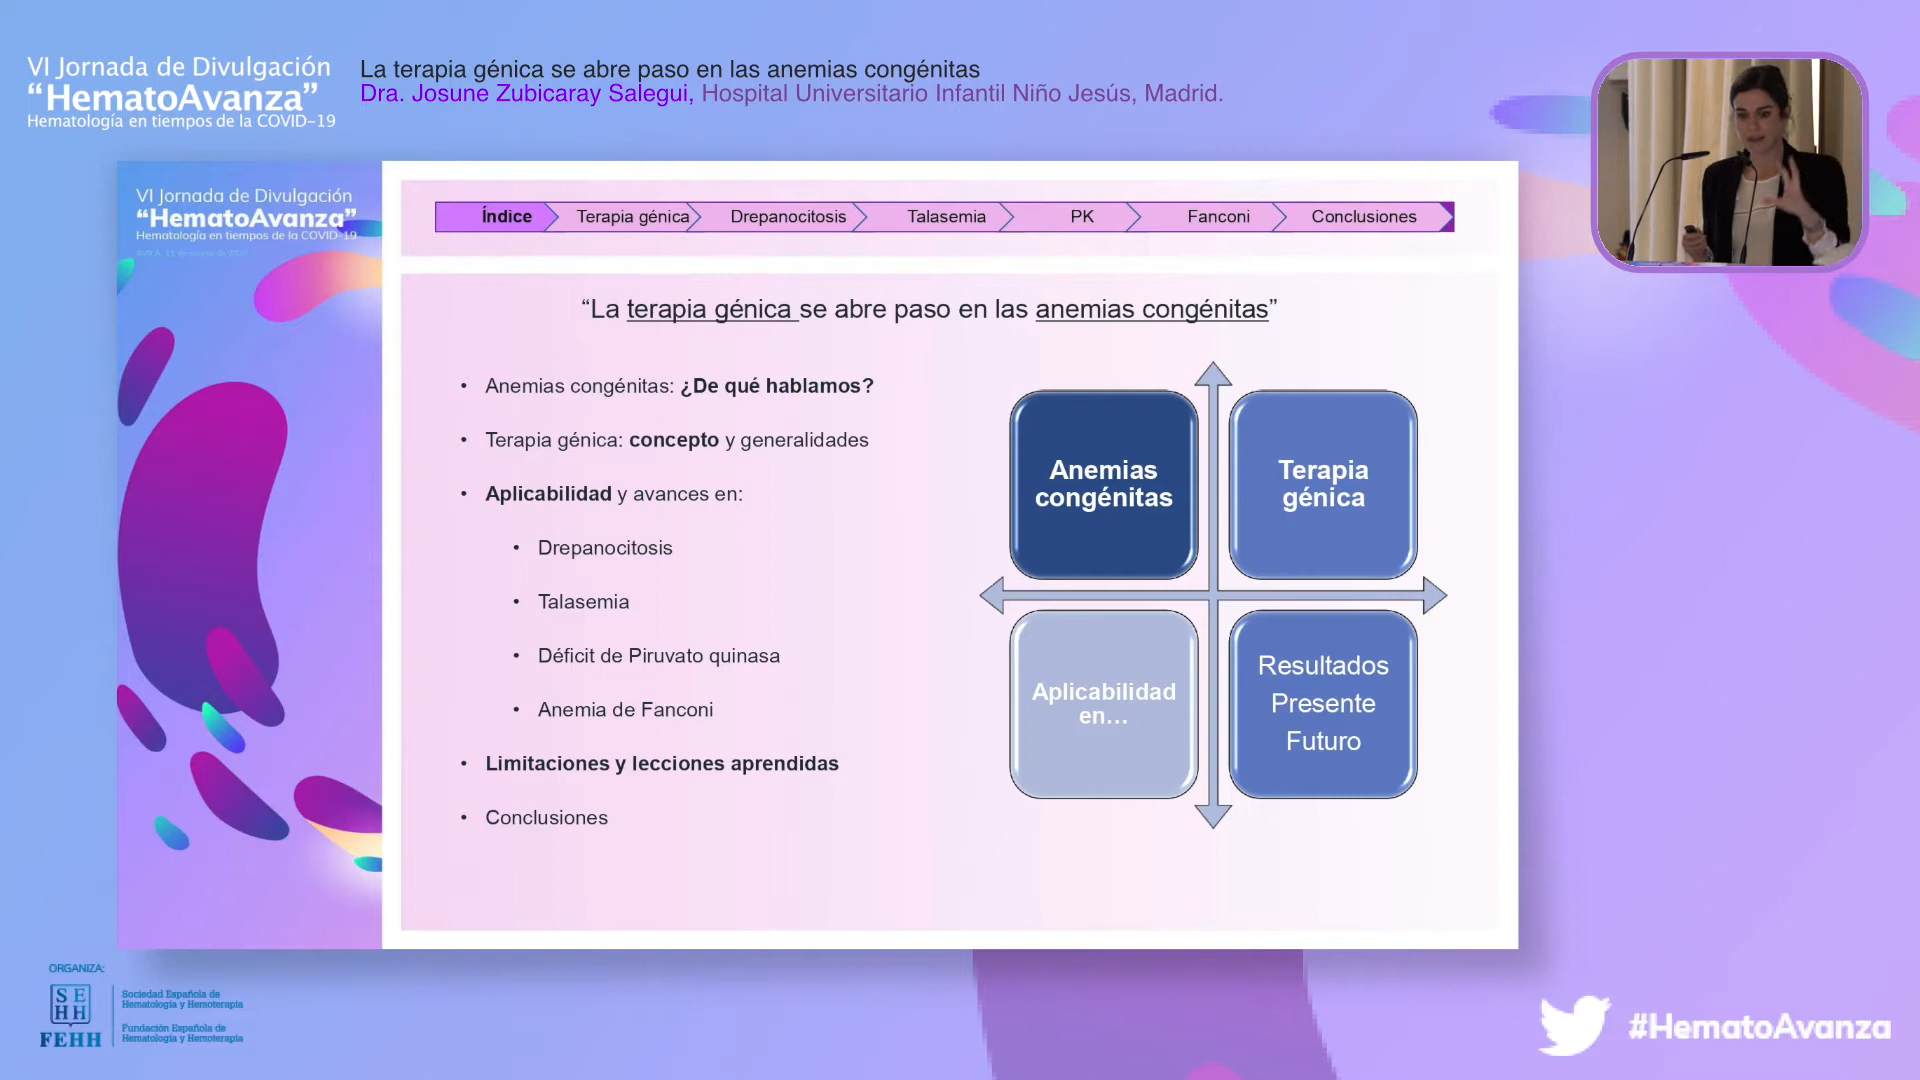 VI Jornada de Divulgación
“HematoAvanza”
Hematología en tiempos de la COVID-19
La terapia génica se abre paso en las anemias congénitas
Dra. Josune Zubicaray Salegui, Hospital Universitario Infantil Niño Jesús, Madrid.
VI Jornada de Divulgación
“HematoAvanza”
Hematología en tiempos de la COVID-19
Índice
Terapia génica
Drepanocitosis
Talasemia
PK
Fanconi
Conclusiones
“La terapia génica se abre paso en las anemias congénitas”
• Anemias congénitas: ¿De qué hablamos?
• Terapia génica: concepto y generalidades
• Aplicabilidad y avances en:
• Drepanocitosis
• Talasemia
• Déficit de Piruvato quinasa
• Anemia de Fanconi
• Limitaciones y lecciones aprendidas
• Conclusiones
Anemias
congénitas
Terapia
génica
Aplicabilidad
en…
Resultados
Presente
Futuro
ORGANIZA:
SE
HH
FEHH
Sociedad Española de
Hematología y Hemoterapia
Fundación Española de
Hematología y Hemoterapia
#HematoAvanza